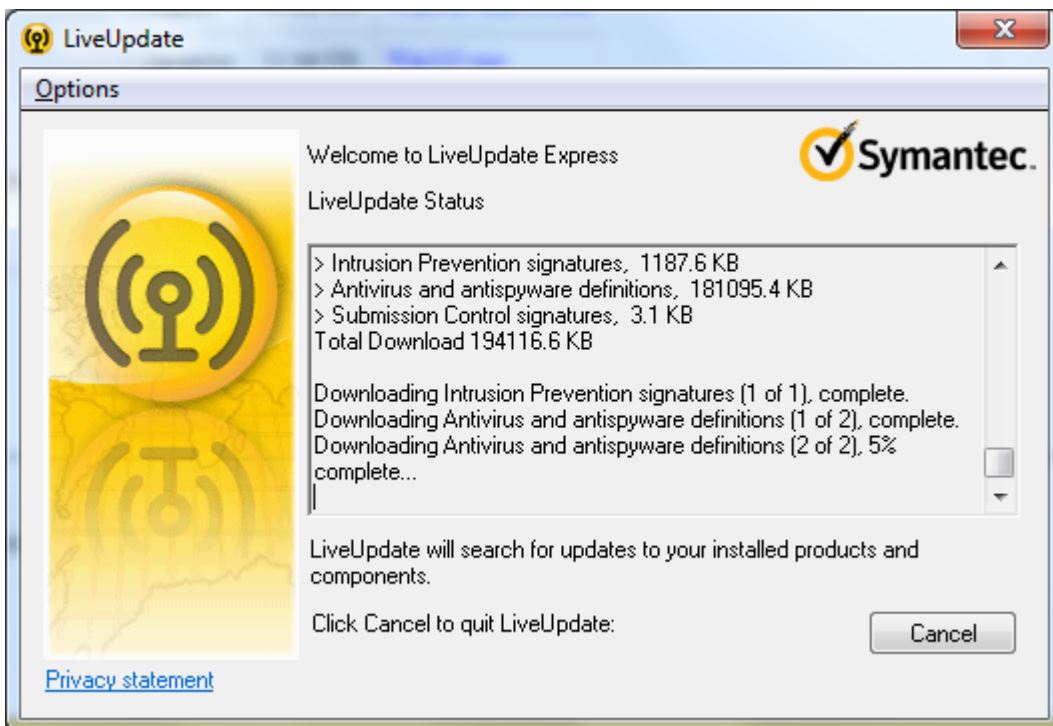 LiveUpdate
Options
Symantec.
Welcome to LiveUpdate Express
LiveUpdate Status
> Intrusion Prevention signatures, 1187.6 KB
> Antivirus and antispyware definitions, 181095.4 KB
> Submission Control signatures, 3.1 KB
Total Download 194116.6 KB
Downloading Intrusion Prevention signatures (1 of 1), complete.
Downloading Antivirus and antispyware definitions (1 of 2), complete.
Downloading Antivirus and antispyware definitions (2 of 2), 5%
complete...
LiveUpdate will search for updates to your installed products and
components.
Click Cancel to quit LiveUpdate:
Cancel
Privacy statement